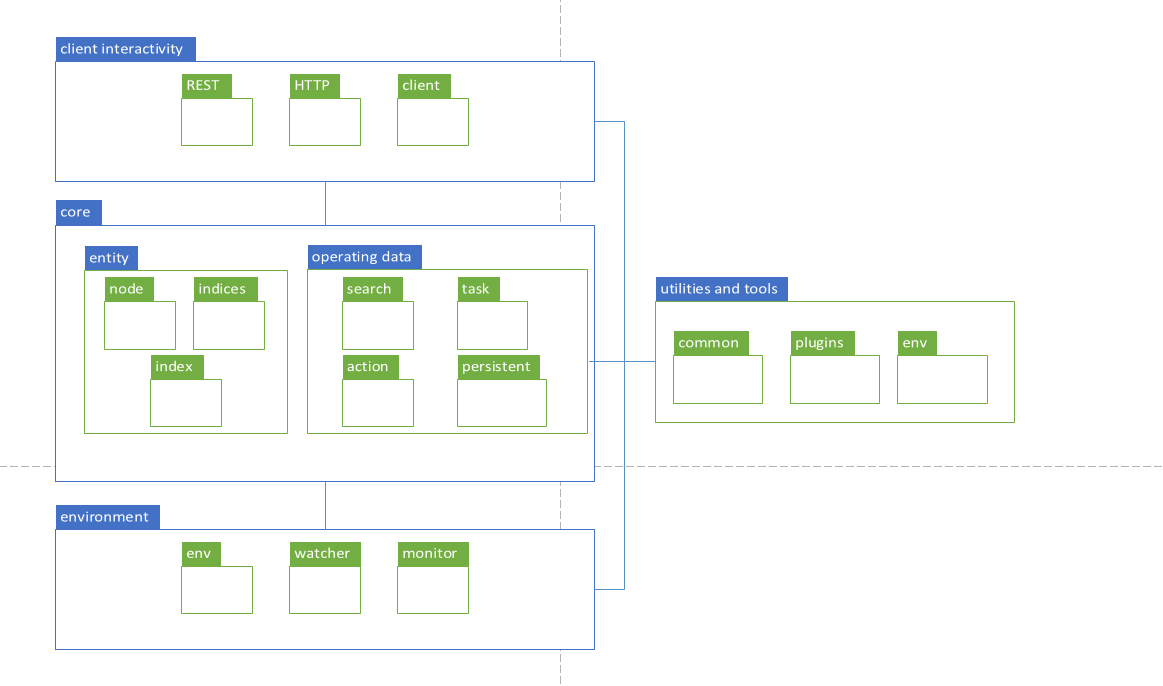 client interactivity
REST
HTTP
client
core
entity
node
indices
index
operating data
search
task
action
persistent
utilities and tools
common
plugins
env
environment
env
watcher
monitor